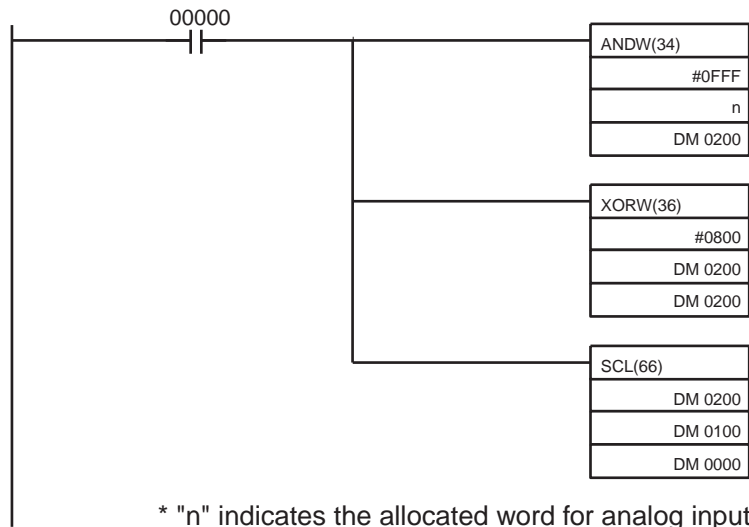 00000
ANDW(34)
#0FFF
n
DM 0200
XORW(36)
#0800
DM 0200
DM 0200
SCL(66)
DM 0200
DM 0100
DM 0000
* "n" indicates the allocated word for analog input